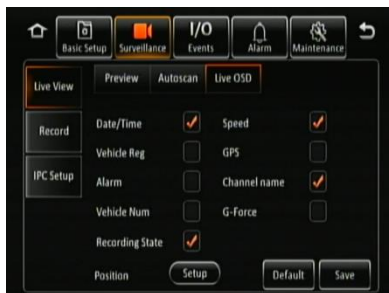 Basic Setup Surveillance I/O Events Alarm Maintenance
Live View Preview Autoscan Live OSD
Record Date/Time Speed
Vehicle Reg GPS
IPC Setup Alarm Channel name
Vehicle Num G-Force
Recording State
Position Setup Default Save